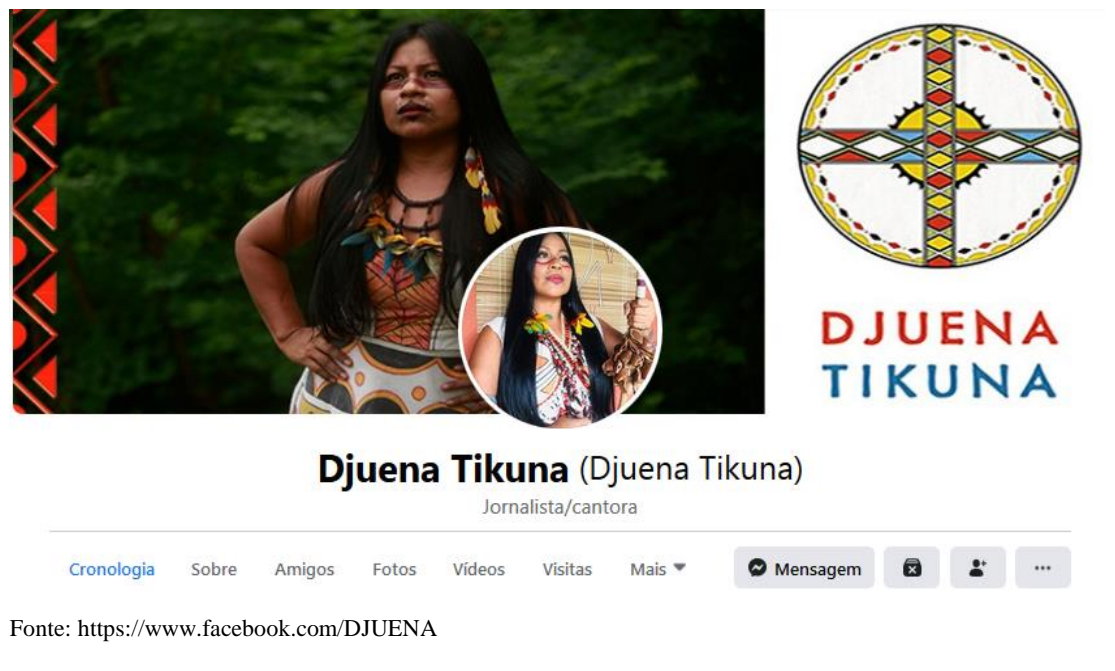 DJUENA
TIKUNA
Djuena Tikuna (Djuena Tikuna)
Jornalista/cantora
Cronologia Sobre Amigos Fotos Vídeos Visitas Mais Mensagem
Fonte: https://www.facebook.com/DJUENA